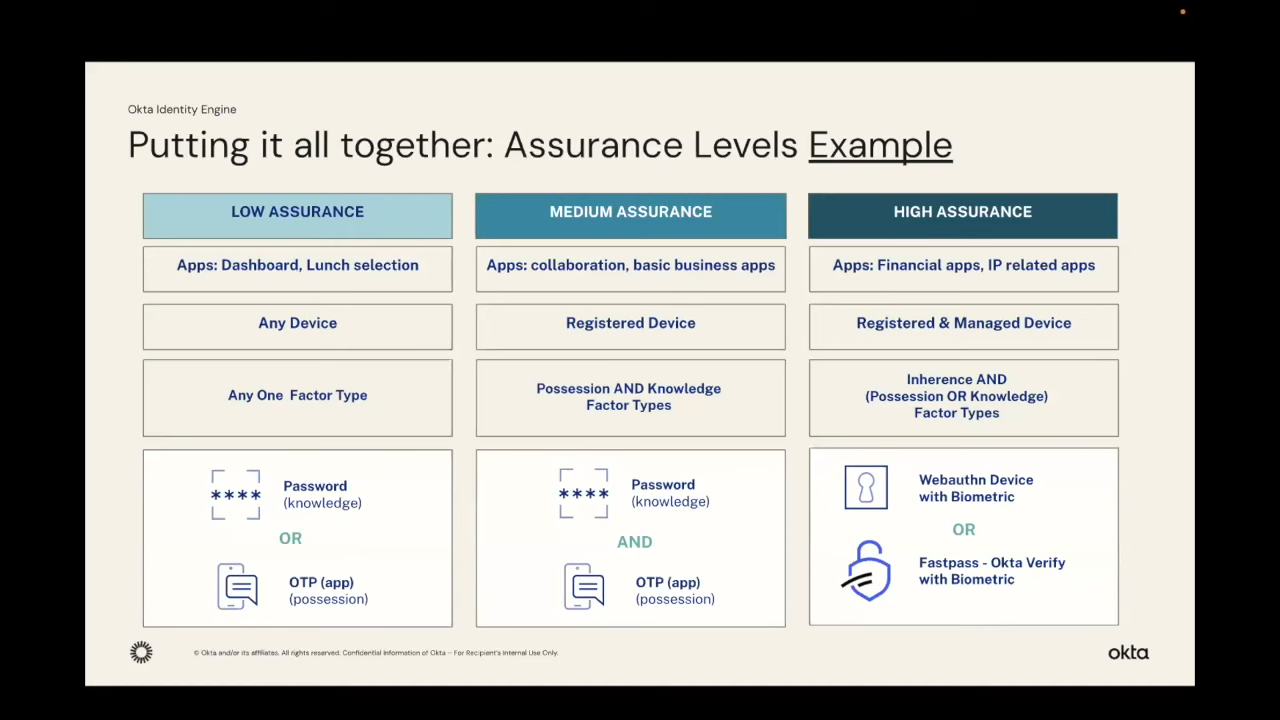 Okta Identity Engine
Putting it all together: Assurance Levels Example
LOW ASSURANCE
MEDIUM ASSURANCE
HIGH ASSURANCE
Apps: Dashboard, Lunch selection
Apps: collaboration, basic business apps
Apps: Financial apps, IP related apps
Any Device
Registered Device
Registered & Managed Device
Any One Factor Type
Possession AND Knowledge
Factor Types
Inherence AND
(Possession OR Knowledge)
Factor Types
****
Password
(knowledge)
OR
OTP (app)
(possession)
****
Password
(knowledge)
AND
OTP (app)
(possession)
Webauthn Device
with Biometric
OR
Fastpass - Okta Verify
with Biometric
© Okta and/or its affiliates. All rights reserved. Confidential Information of Okta – For Recipient's Internal Use Only.
okta